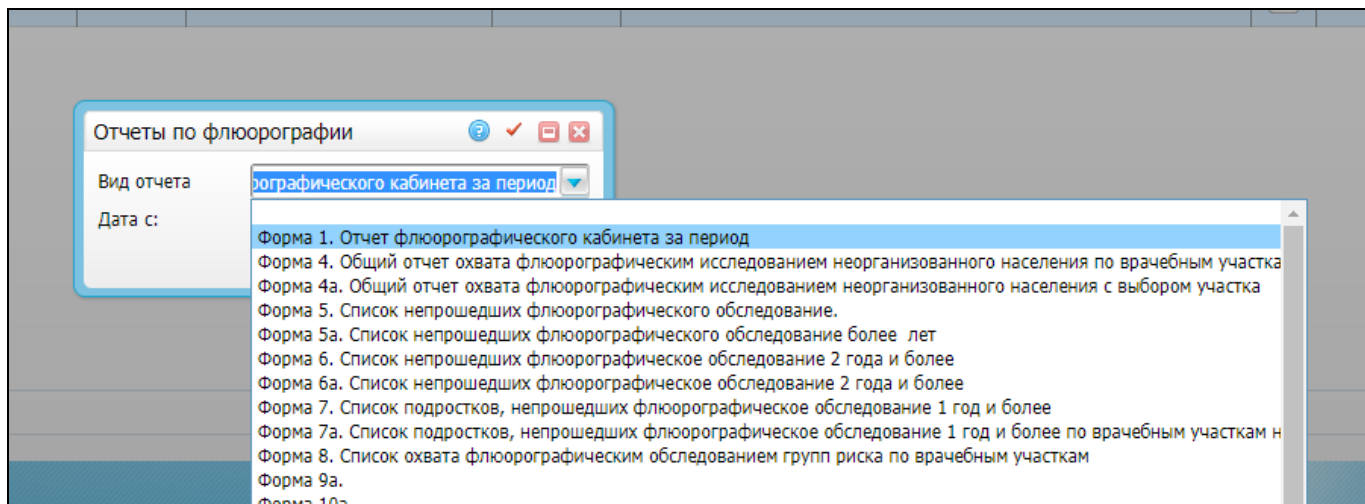 Отчеты по флюорографии
Вид отчета
рографического кабинета за период
Дата с:
Форма 1. Отчет флюорографического кабинета за период
Форма 4. Общий отчет охвата флюорографическим исследованием неорганизованного населения по врачебным участка
Форма 4а. Общий отчет охвата флюорографическим исследованием неорганизованного населения с выбором участка
Форма 5. Список непрошедших флюорографического обследование.
Форма 5а. Список непрошедших флюорографического обследование более  лет
Форма 6. Список непрошедших флюорографическое обследование 2 года и более
Форма 6а. Список непрошедших флюорографическое обследование 2 года и более
Форма 7. Список подростков, непрошедших флюорографическое обследование 1 год и более
Форма 7а. Список подростков, непрошедших флюорографическое обследование 1 год и более по врачебным участкам н
Форма 8. Список охвата флюорографическим обследованием групп риска по врачебным участкам
Форма 9а.
Форма 10а